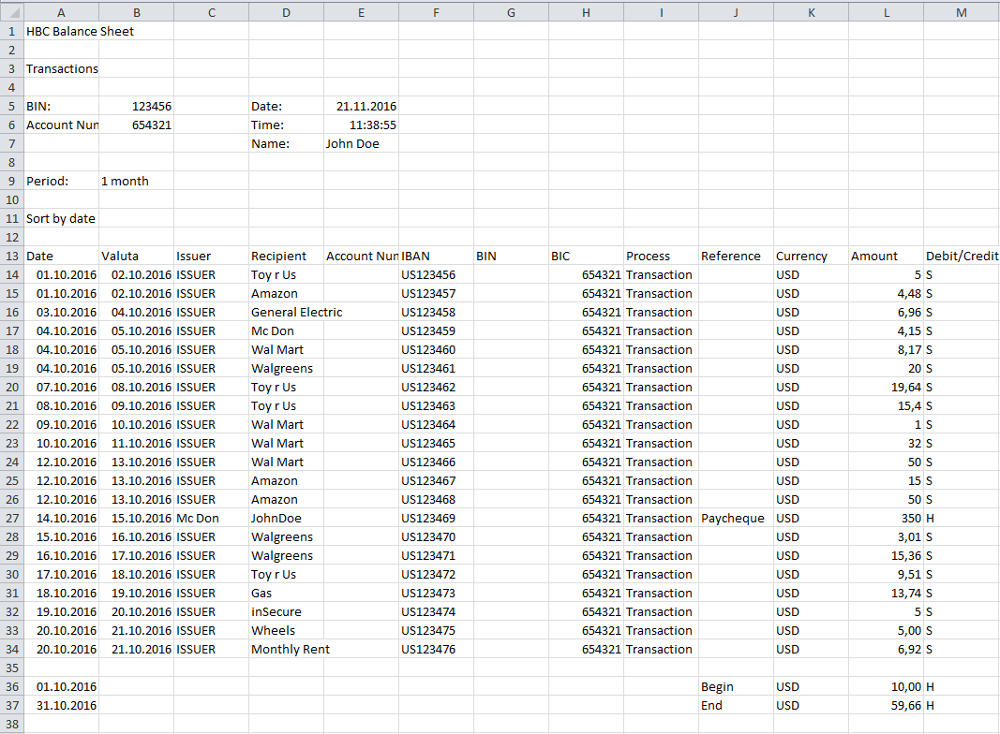 A B C D E F G H I J K L M
1 HBC Balance Sheet
2
3 Transactions
4
5 BIN: 123456 Date: 21.11.2016
6 Account Nun 654321 Time: 11:38:55
7 Name: John Doe
8
9 Period: 1 month
10
11 Sort by date
12
13 Date Valuta Issuer Recipient Account Nun IBAN BIN BIC Process Reference Currency Amount Debit/Credit
14 01.10.2016 02.10.2016 ISSUER Toy r Us US123456 654321 Transaction USD 5 S
15 01.10.2016 02.10.2016 ISSUER Amazon US123457 654321 Transaction USD 4,48 S
16 03.10.2016 04.10.2016 ISSUER General Electric US123458 654321 Transaction USD 6,96 S
17 04.10.2016 05.10.2016 ISSUER Mc Don US123459 654321 Transaction USD 4,15 S
18 04.10.2016 05.10.2016 ISSUER Wal Mart US123460 654321 Transaction USD 8,17 S
19 04.10.2016 05.10.2016 ISSUER Walgreens US123461 654321 Transaction USD 20 S
20 07.10.2016 08.10.2016 ISSUER Toy r Us US123462 654321 Transaction USD 19,64 S
21 08.10.2016 09.10.2016 ISSUER Toy r Us US123463 654321 Transaction USD 15,4 S
22 09.10.2016 10.10.2016 ISSUER Wal Mart US123464 654321 Transaction USD 1 S
23 10.10.2016 11.10.2016 ISSUER Wal Mart US123465 654321 Transaction USD 32 S
24 12.10.2016 13.10.2016 ISSUER Wal Mart US123466 654321 Transaction USD 50 S
25 12.10.2016 13.10.2016 ISSUER Amazon US123467 654321 Transaction USD 15 S
26 12.10.2016 13.10.2016 ISSUER Amazon US123468 654321 Transaction USD 50 S
27 14.10.2016 15.10.2016 Mc Don JohnDoe US123469 654321 Transaction Paycheque USD 350 H
28 15.10.2016 16.10.2016 ISSUER Walgreens US123470 654321 Transaction USD 3,01 S
29 16.10.2016 17.10.2016 ISSUER Walgreens US123471 654321 Transaction USD 15,36 S
30 17.10.2016 18.10.2016 ISSUER Toy r Us US123472 654321 Transaction USD 9,51 S
31 18.10.2016 19.10.2016 ISSUER Gas US123473 654321 Transaction USD 13,74 S
32 19.10.2016 20.10.2016 ISSUER inSecure US123474 654321 Transaction USD 5 S
33 20.10.2016 21.10.2016 ISSUER Wheels US123475 654321 Transaction USD 5,00 S
34 20.10.2016 21.10.2016 ISSUER Monthly Rent US123476 654321 Transaction USD 6,92 S
35
36 01.10.2016 Begin USD 10,00 H
37 31.10.2016 End USD 59,66 H
38